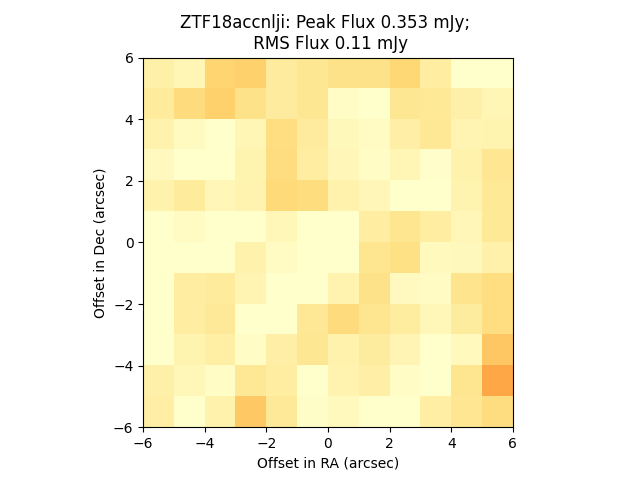 ZTF18accnlji: Peak Flux 0.353 mJy;
RMS Flux 0.11 mJy
6
4
2
0
−2
−4
−6
Offset in Dec (arcsec)
−6 −4 −2 0 2 4 6
Offset in RA (arcsec)